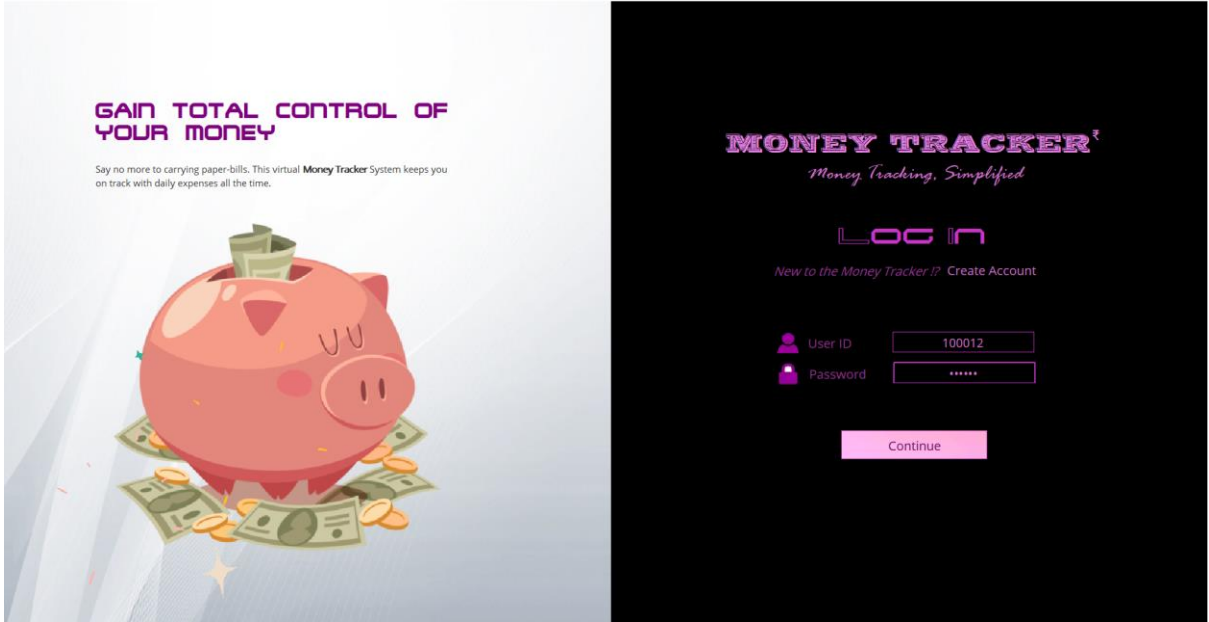 GAIN TOTAL CONTROL OF
YOUR MONEY
Say no more to carrying paper-bills. This virtual Money Tracker System keeps you
on track with daily expenses all the time.
MONEY TRACKER₹
Money Tracking, Simplified
LOG IN
New to the Money Tracker !? Create Account
User ID 100012
Password ••••••
Continue